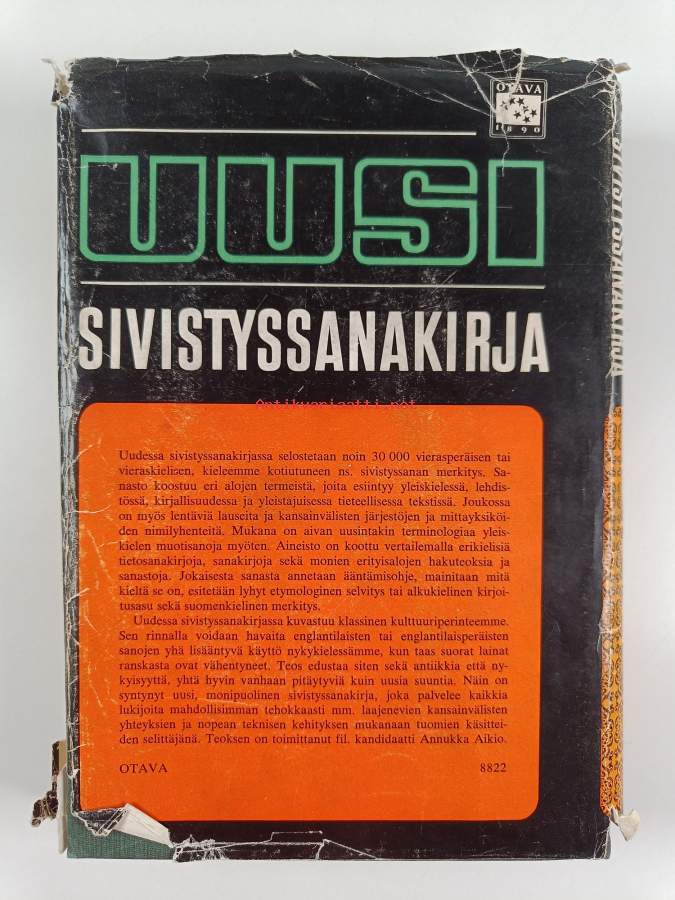 OTAVA
1890
UUSI
SIVISTYSSANAKIRJA
Antikvariaatti.net
Uudessa sivistyssanakirjassa selostetaan noin 30 000 vierasperäisen tai
vieraskielisen, kieleemme kotiutuneen ns. sivistyssanan merkitys. Sa-
nasto koostuu eri alojen termeistä, joita esiintyy yleiskielessä, lehdis-
tössä, kirjallisuudessa ja yleistajuisessa tieteellisessa tekstissä. Joukossa
on myös lentäviä lauseita ja kansainvälisten järjestöjen ja mittayksiköi-
den nimilyhenteitä. Mukana on aivan uusintakin terminologiaa yleis-
kielen muotisanoja myöten. Aineisto on koottu vertailemalla erikielisiä
tietosanakirjoja, sanakirjoja sekä monien erityisalojen hakuteoksia ja
sanastoja. Jokaisesta sanasta annetaan ääntämisohje, mainitaan mitä
kieltä se on, esitetään lyhyt etymologinen selvitys tai alkukielinen kirjoi-
tusasu sekä suomenkielinen merkitys.
Uudessa sivistyssanakirjassa kuvastuu klassinen kulttuuriperinteemme.
Sen rinnalla voidaan havaita englantilaisten tai englantilaisperäisten
sanojen yhä lisääntyvä käyttö nykykielessämme, kun taas suorat lainat
ranskasta ovat vähentyneet. Teos edustaa siten sekä antiikkia että ny-
kyisyyttä, yhtä hyvin vanhaan pitäytyviä kuin uusia suuntia. Näin on
syntynyt uusi, monipuolinen sivistyssanakirja, joka palvelee kaikkia
lukijoita mahdollisimman tehokkaasti mm. laajenevien kansainvälisten
yhteyksien ja nopean teknisen kehityksen mukanaan tuomien käsittei-
den selittäjänä. Teoksen on toimittanut fil. kandidaatti Annukka Aikio.
OTAVA 8822
SIVISTYSSANAKIRJA